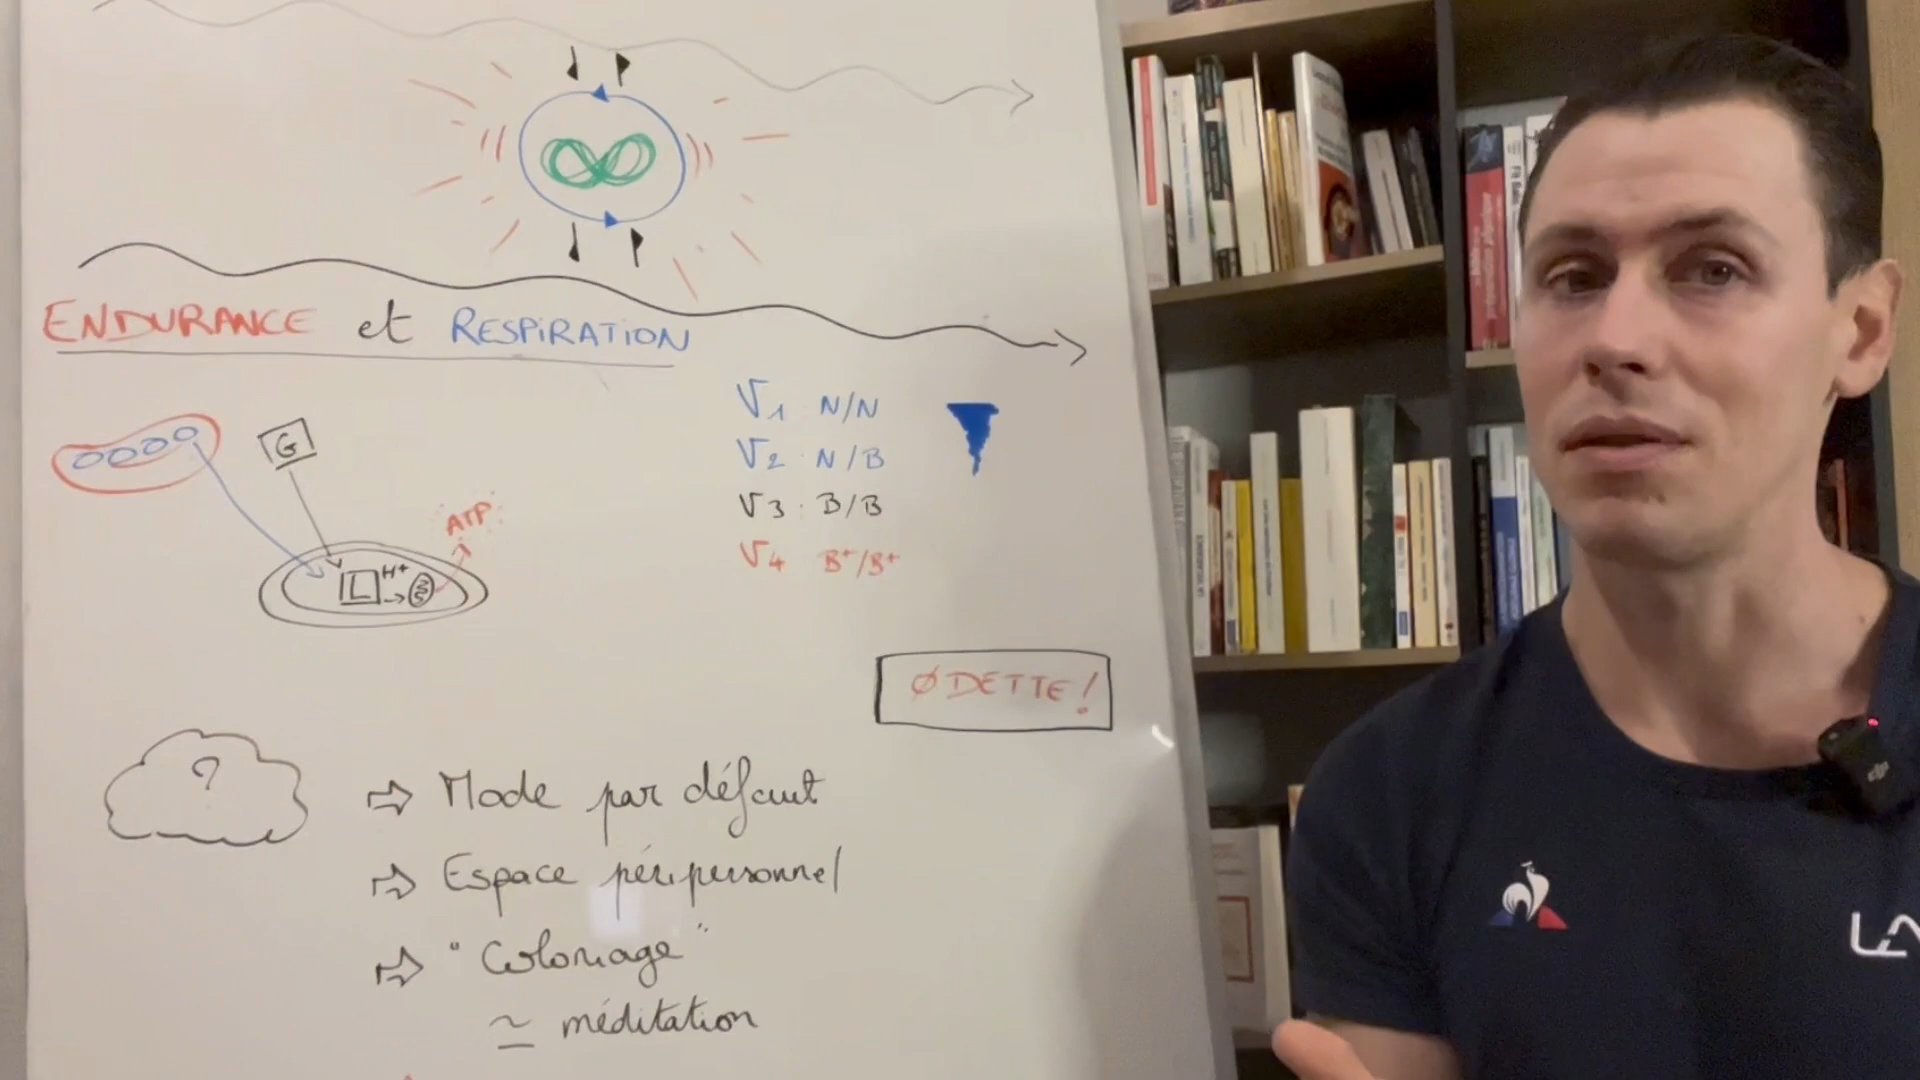 ENDURANCE et RESPIRATION
V1 N/N
V2 N/B
V3 B/B
V4 B+/B+
G
ATP
L H+
Ø DETTE !
?
⇨ Mode par défaut
⇨ Espace péripersonnel
⇨ "Coloriage"
≃ méditation